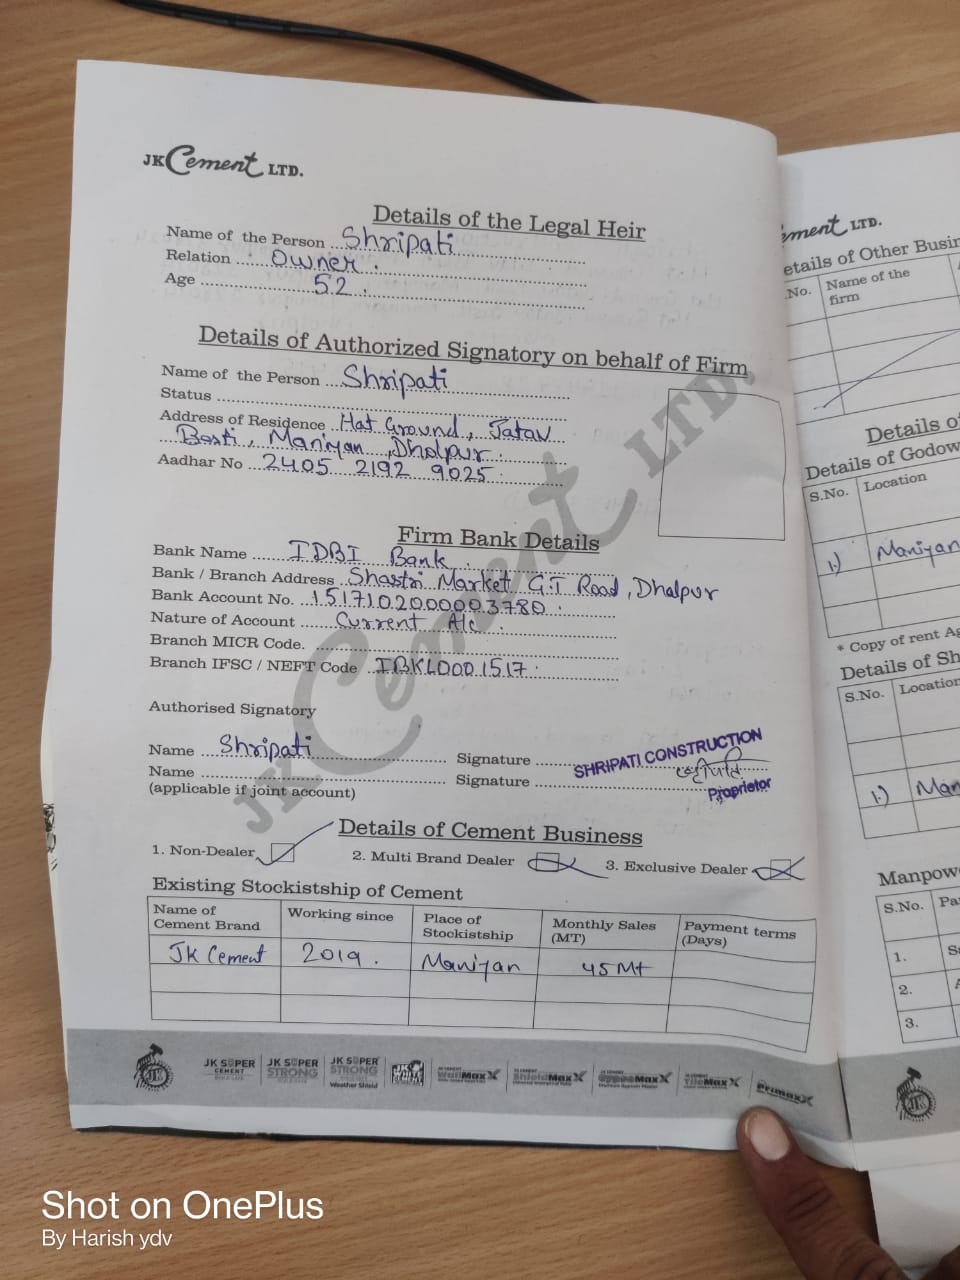 JK Cement LTD.
Details of the Legal Heir
Name of the Person Shripati
Relation Owner.
Age 52.
Details of Authorized Signatory on behalf of Firm
Name of the Person Shripati
Status
Address of Residence Hat Ground, Jatav
Basti, Maniyan, Dholpur.
Aadhar No 2405 2192 9025
Firm Bank Details
Bank Name IDBI Bank.
Bank / Branch Address Shastri Market G.T Road, Dholpur
Bank Account No. 1517102000003780.
Nature of Account Current A/c
Branch MICR Code.
Branch IFSC / NEFT Code IBKL0001517.
Authorised Signatory
Name Shripati Signature
SHRIPATI CONSTRUCTION
Name Signature
Proprietor
(applicable if joint account)
Details of Cement Business
1. Non-Dealer 2. Multi Brand Dealer 3. Exclusive Dealer
Existing Stockistship of Cement
Name of Cement Brand Working since Place of Stockistship Monthly Sales (MT) Payment terms (Days)
JK Cement 2019. Maniyan 45 Mt
JK Cement LTD.
JK SUPER CEMENT JK SUPER STRONG JK SUPER STRONG Weather Shield WallMaxX ShieldMaxX GypsoMaxX TileMaxX PrimaxX
JK
ement LTD.
etails of Other Busin
.No. Name of the firm
Details o
Details of Godow
S.No. Location
1.) Maniyan
* Copy of rent Ag
Details of Sh
S.No. Location
1.) Man
Manpow
S.No. Pa
1. S
2.
3.
JK
Shot on OnePlus
By Harish ydv